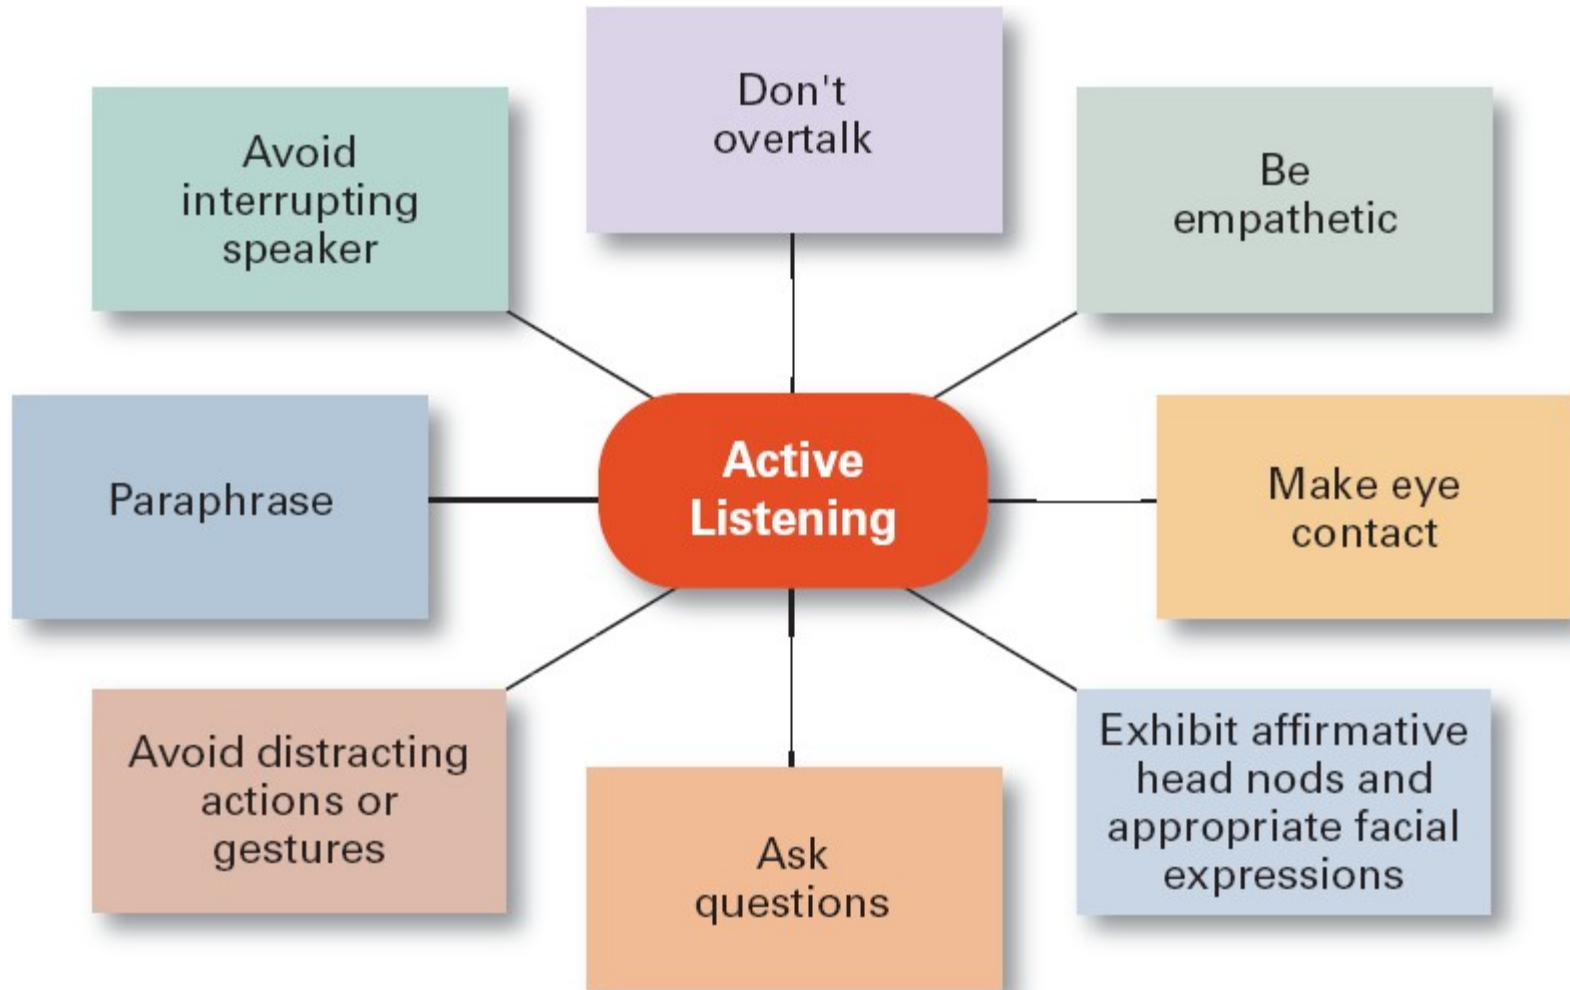 Don't
overtalk
Avoid
interrupting
speaker
Be
empathetic
Paraphrase
Active
Listening
Make eye
contact
Avoid distracting
actions or
gestures
Ask
questions
Exhibit affirmative
head nods and
appropriate facial
expressions